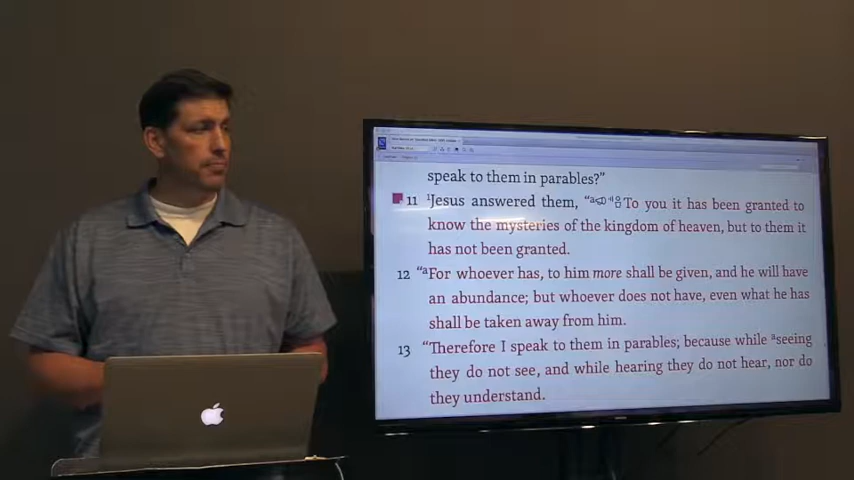 speak to them in parables?"
11 ¹Jesus answered them, "ᵃTo you it has been granted to
know the mysteries of the kingdom of heaven, but to them it
has not been granted.
12 "ᵃFor whoever has, to him more shall be given, and he will have
an abundance; but whoever does not have, even what he has
shall be taken away from him.
13 "Therefore I speak to them in parables; because while ᵃseeing
they do not see, and while hearing they do not hear, nor do
they understand.